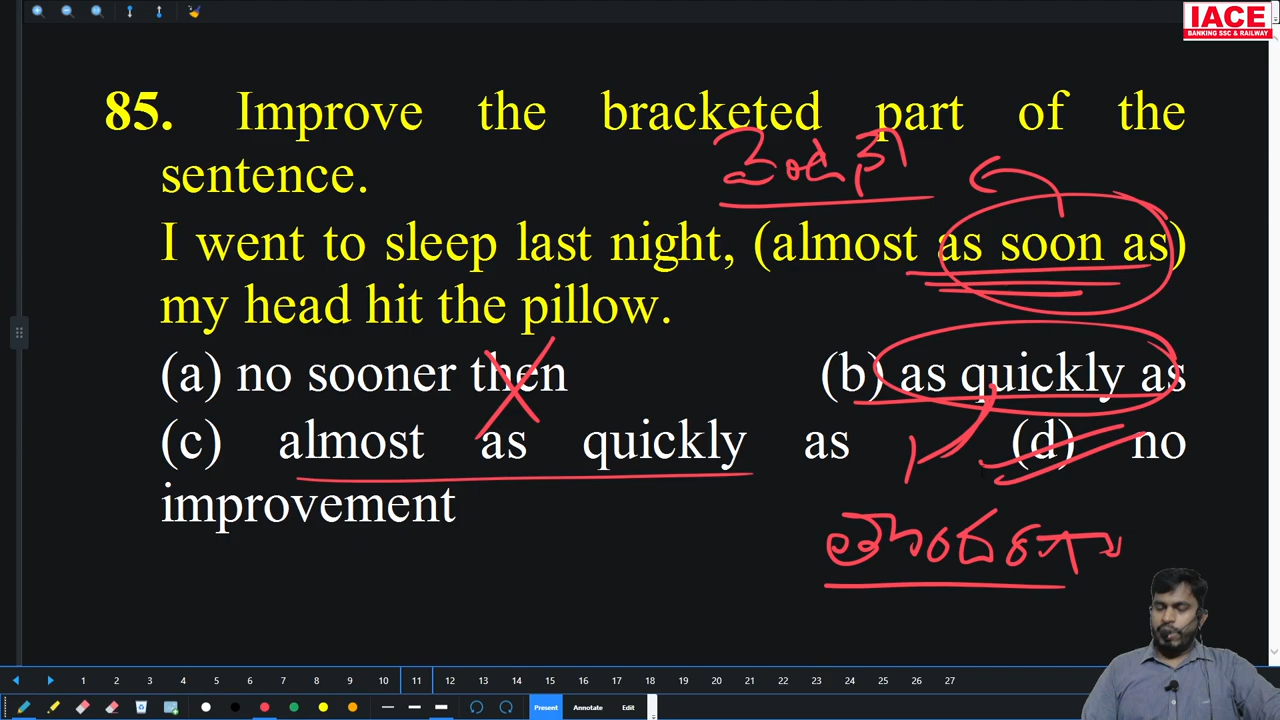 IACE
BANKING SSC & RAILWAY
85. Improve the bracketed part of the
sentence.
I went to sleep last night, (almost as soon as)
my head hit the pillow.
(a) no sooner then (b) as quickly as
(c) almost as quickly as (d) no
improvement
1 2 3 4 5 6 7 8 9 10 11 12 13 14 15 16 17 18 19 20 21 22 23 24 25 26 27
Present Annotate Edit